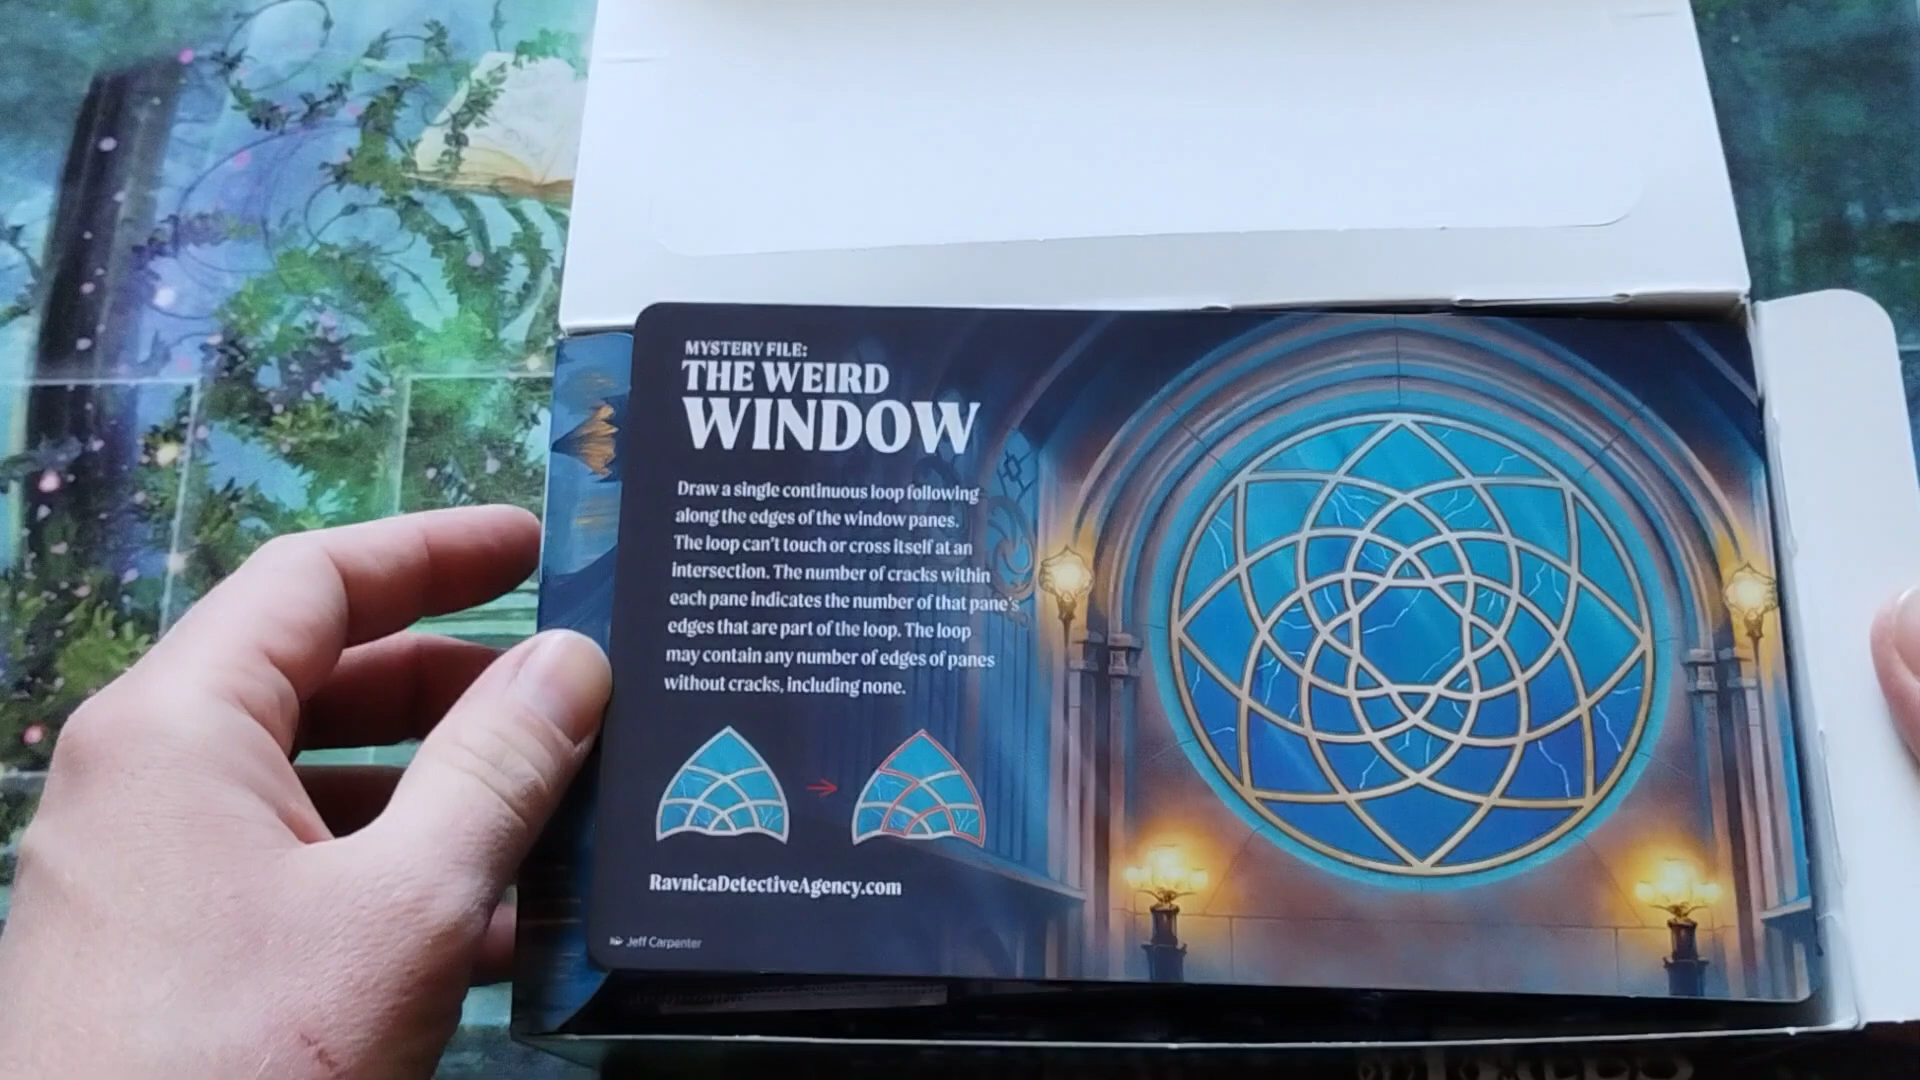 MYSTERY FILE:
THE WEIRD
WINDOW
Draw a single continuous loop following
along the edges of the window panes.
The loop can't touch or cross itself at an
intersection. The number of cracks within
each pane indicates the number of that pane's
edges that are part of the loop. The loop
may contain any number of edges of panes
without cracks, including none.
RavnicaDetectiveAgency.com
Jeff Carpenter